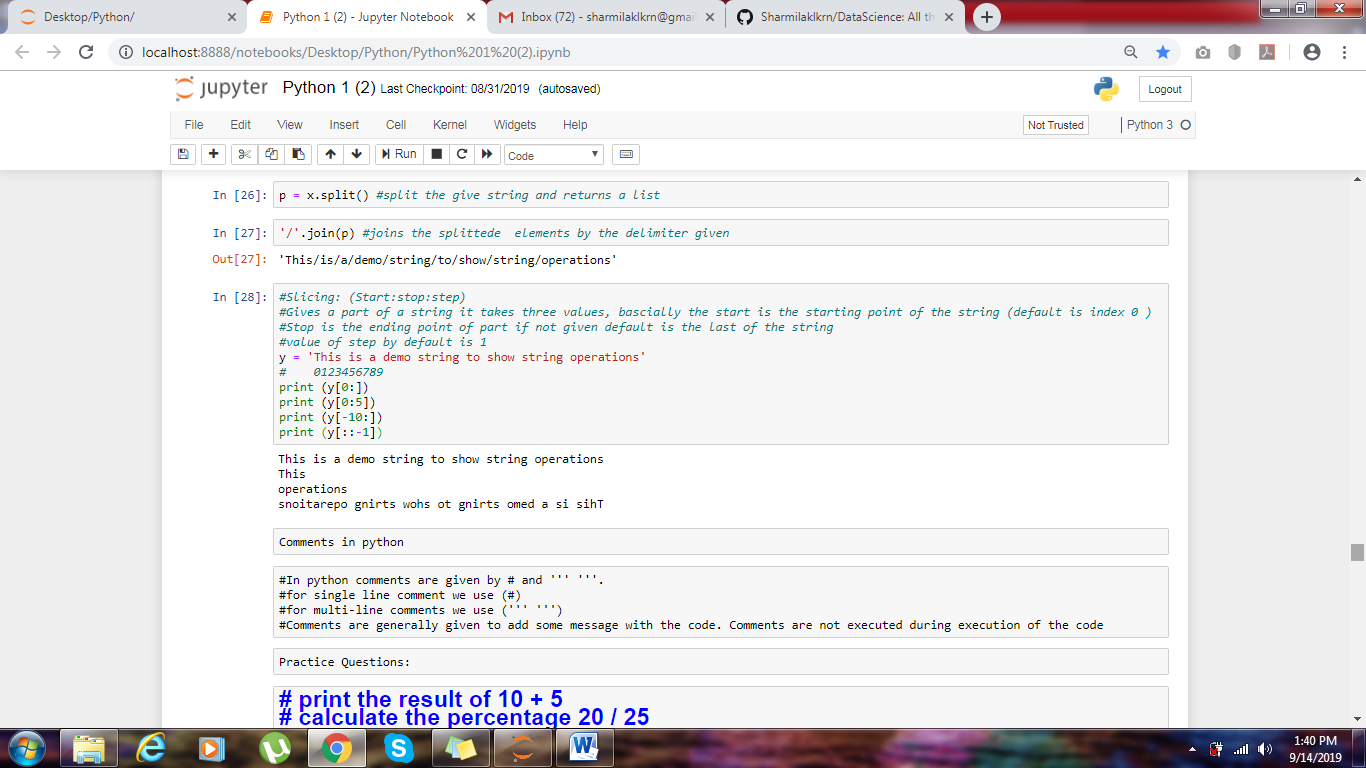 Desktop/Python/
Python 1 (2) - Jupyter Notebook
Inbox (72) - sharmilaklkrn@gmai
Sharmilaklkrn/DataScience: All th
localhost:8888/notebooks/Desktop/Python/Python%201%20(2).ipynb
jupyter Python 1 (2) Last Checkpoint: 08/31/2019 (autosaved)
Logout
File Edit View Insert Cell Kernel Widgets Help
Not Trusted
Python 3
Run
Code
In [26]: p = x.split() #split the give string and returns a list
In [27]: '/'.join(p) #joins the splittede  elements by the delimiter given
Out[27]: 'This/is/a/demo/string/to/show/string/operations'
In [28]: #Slicing: (Start:stop:step)
#Gives a part of a string it takes three values, bascially the start is the starting point of the string (default is index 0 )
#Stop is the ending point of part if not given default is the last of the string
#value of step by default is 1
y = 'This is a demo string to show string operations'
#    0123456789
print (y[0:])
print (y[0:5])
print (y[-10:])
print (y[::-1])
This is a demo string to show string operations
This
operations
snoitarepo gnirts wohs ot gnirts omed a si sihT
Comments in python
#In python comments are given by # and ''' '''.
#for single line comment we use (#)
#for multi-line comments we use (''' ''')
#Comments are generally given to add some message with the code. Comments are not executed during execution of the code
Practice Questions:
# print the result of 10 + 5
# calculate the percentage 20 / 25
1:40 PM
9/14/2019